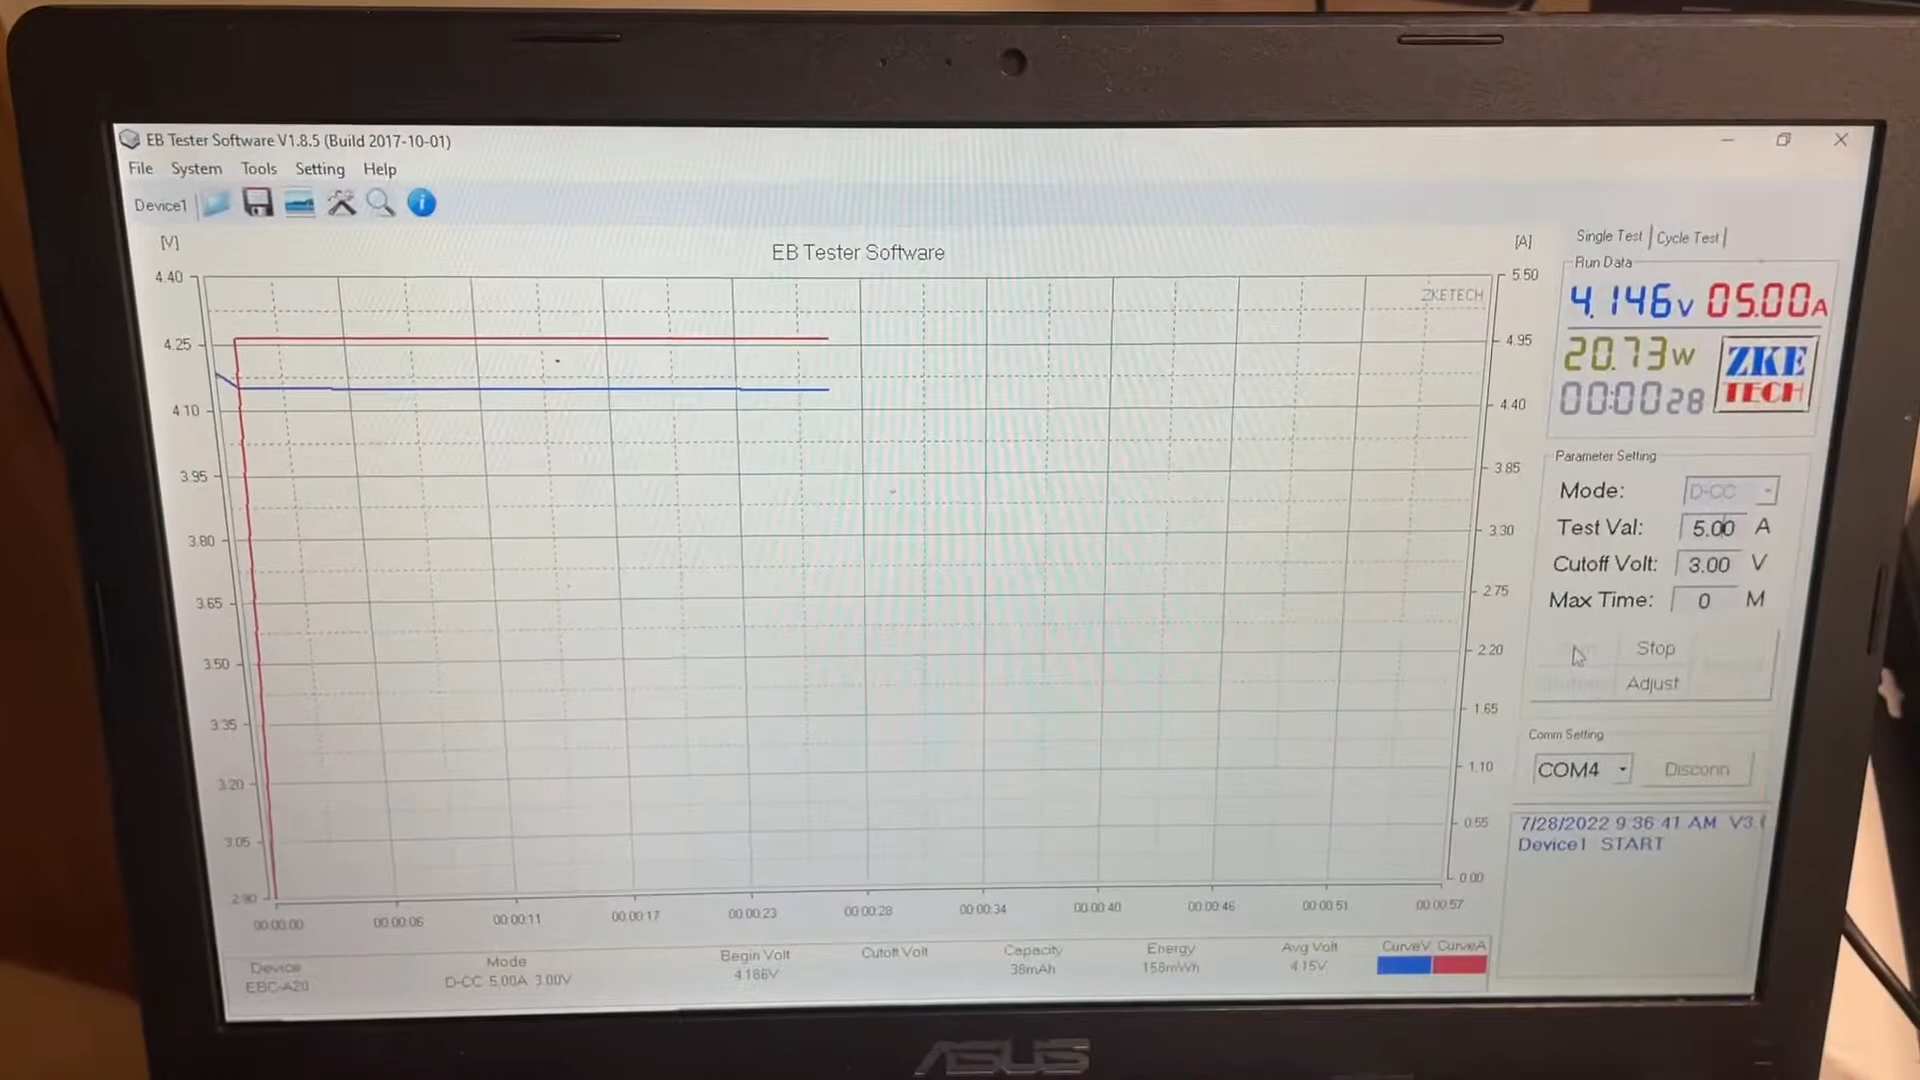 EB Tester Software V1.8.5 (Build 2017-10-01)
File System Tools Setting Help
Device1
[V]
EB Tester Software
[A]
ZKETECH
4.40
4.25
4.10
3.95
3.80
3.65
3.50
3.35
3.20
3.05
2.90
5.50
4.95
4.40
3.85
3.30
2.75
2.20
1.65
1.10
0.55
0.00
00:00:00 00:00:06 00:00:11 00:00:17 00:00:23 00:00:28 00:00:34 00:00:40 00:00:46 00:00:51 00:00:57
Single Test Cycle Test
Run Data
4.146V 05.00A
20.73W
00:00 28
ZKE
TECH
Parameter Setting
Mode: D-CC
Test Val: 5.00 A
Cutoff Volt: 3.00 V
Max Time: 0 M
Stop
Adjust
Comm Setting
COM4 Disconn
7/28/2022 9:36:41 AM V3.
Device1 START
Device Mode Begin Volt Cutoff Volt Capacity Energy Avg Volt CurveV CurveA
EBC-A20 D-CC 5.00A 3.00V 4.186V 38mAh 158mWh 4.15V
ASUS